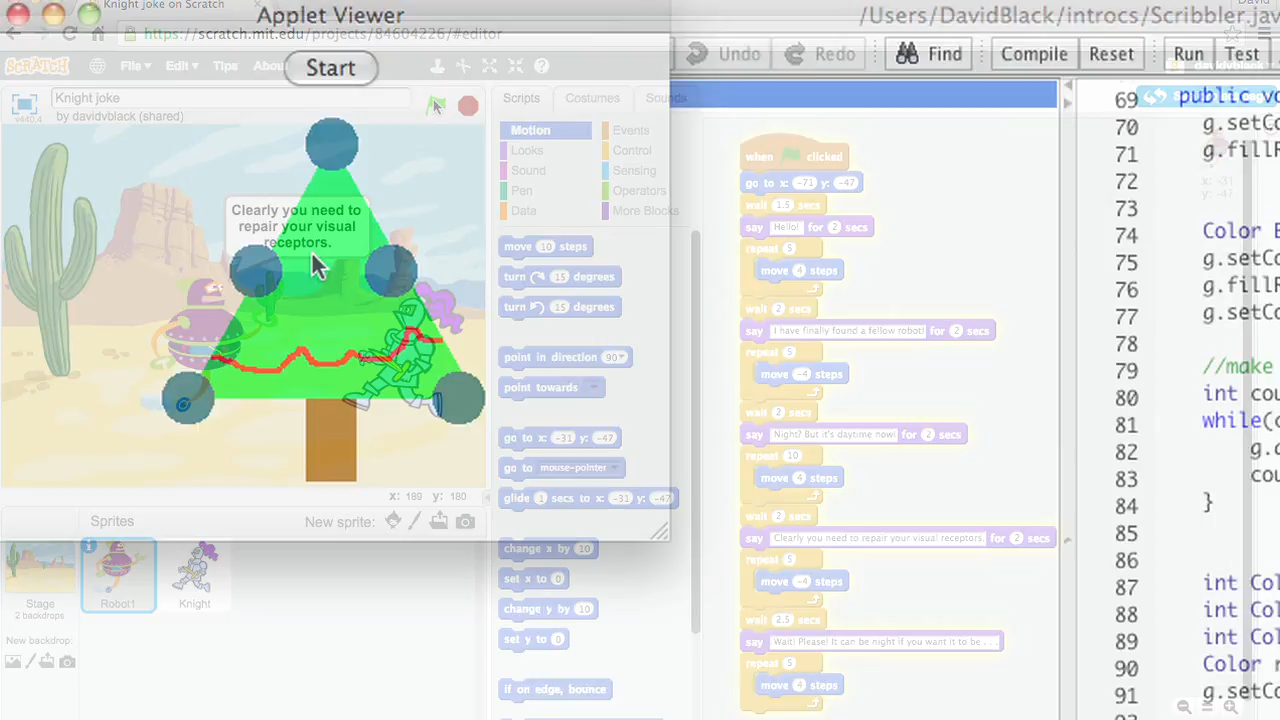 Knight joke on Scratch
Applet Viewer
/Users/DavidBlack/introcs/Scribbler.jav
https://scratch.mit.edu/projects/84604226/#editor
Start
Undo
Redo
Find
Compile
Reset
Run
Test
SCRATCH
File
Edit
Tips
Abou
Knight joke
by davidvblack (shared)
v440.4
Scripts
Costumes
Sounds
Motion
Looks
Sound
Pen
Data
Events
Control
Sensing
Operators
More Blocks
Clearly you need to
repair your visual
receptors.
x: 189 y: 180
move 10 steps
turn 15 degrees
turn 15 degrees
point in direction 90
point towards
go to x: -31 y: -47
go to mouse-pointer
glide 1 secs to x: -31 y: -47
change x by 10
set x to 0
change y by 10
set y to 0
if on edge, bounce
Sprites
New sprite:
Stage
2 backdrops
Robot1
Knight
New backdrop:
when clicked
go to x: -71 y: -47
wait 1.5 secs
say Hello! for 2 secs
repeat 5
move 4 steps
wait 2 secs
say I have finally found a fellow robot! for 2 secs
repeat 5
move -4 steps
wait 2 secs
say Night? But it's daytime now! for 2 secs
repeat 10
move 4 steps
wait 2 secs
say Clearly you need to repair your visual receptors. for 2 secs
repeat 5
move -4 steps
wait 2.5 secs
say Wait! Please! It can be night if you want it to be . . .
repeat 5
move 4 steps
x: -31
y: -47
69 public vo
70 g.setCo
71 g.fillR
72
73
74 Color B
75 g.setCo
76 g.fillR
77 g.setCo
78
79 //make
80 int cou
81 while(c
82 g.d
83 cou
84 }
85
86
87 int Col
88 int Col
89 int Col
90 Color r
91 g.setCo